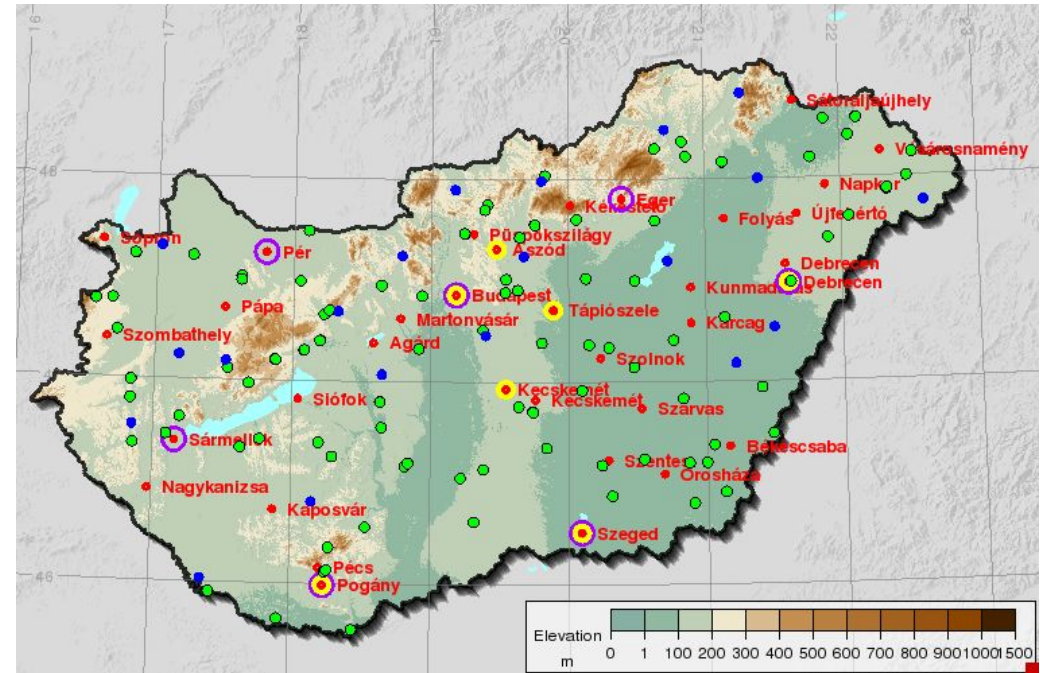 16
17
18
19
20
21
22
23
Sátoraljaújhely
Vásárosnamény
48
Napkor
Eger
Kékestető
Folyás
Újfehértó
Sopron
Püspökszilágy
Pér
Aszód
Debrecen
Debrecen
Kunmadaras
Budapest
Pápa
Tápiószele
Martonvásár
Karcag
Szombathely
Agárd
Szolnok
Kecskemét
Siófok
Kecskemét
Szarvas
Sármellék
Békéscsaba
Szentes
Orosháza
Nagykanizsa
Kaposvár
Szeged
46
Pécs
Pogány
Elevation
m
0 1 100 200 300 400 500 600 700 800 900 1000 1500